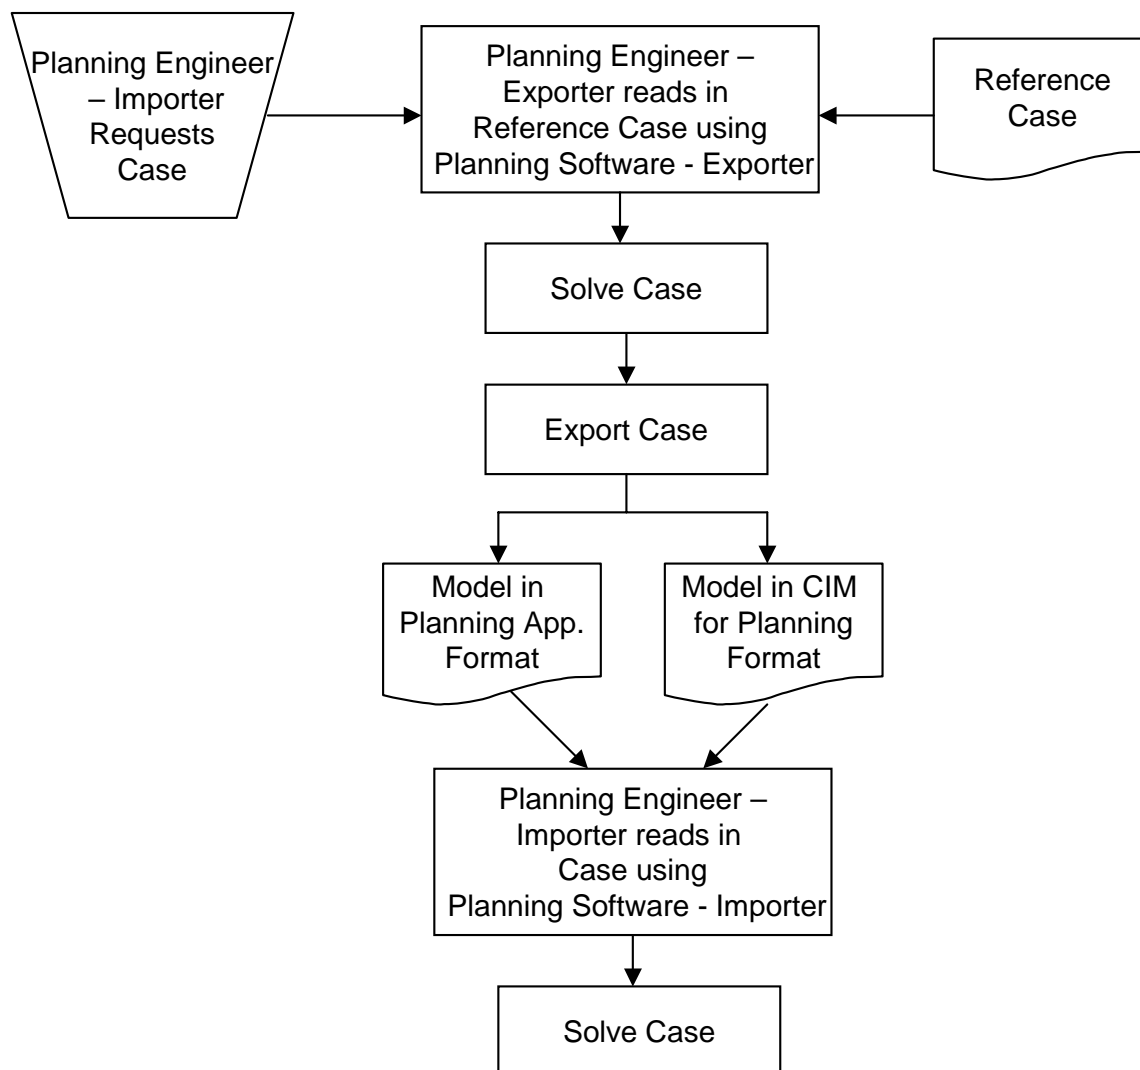 Planning Engineer
– Importer
Requests
Case
Planning Engineer –
Exporter reads in
Reference Case using
Planning Software - Exporter
Reference
Case
Solve Case
Export Case
Model in
Planning App.
Format
Model in CIM
for Planning
Format
Planning Engineer –
Importer reads in
Case using
Planning Software - Importer
Solve Case